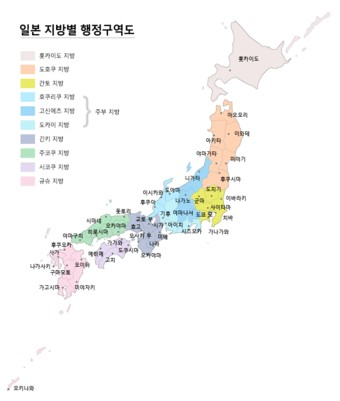 일본 지방별 행정구역도
홋카이도 지방
도호쿠 지방
간토 지방
호쿠리쿠 지방
고신에츠 지방
도카이 지방
주부 지방
긴키 지방
주코쿠 지방
시코쿠 지방
규슈 지방
홋카이도
아오모리
이와테
아키타
야마가타
미야기
니가타
후쿠시마
이시카와
도야마
도치기
후쿠이
나가노
군마
이바라키
사이타마
돗토리
기후
야마나시
도쿄
치바
시마네
오카야마
효고
시가
아이치
시즈오카
가나가와
야마구치
히로시마
오사카
미에
나라
후쿠오카
가가와
도쿠시마
사가
에히메
고치
나가사키
구마모토
오이타
가고시마
미야자키
오키나와